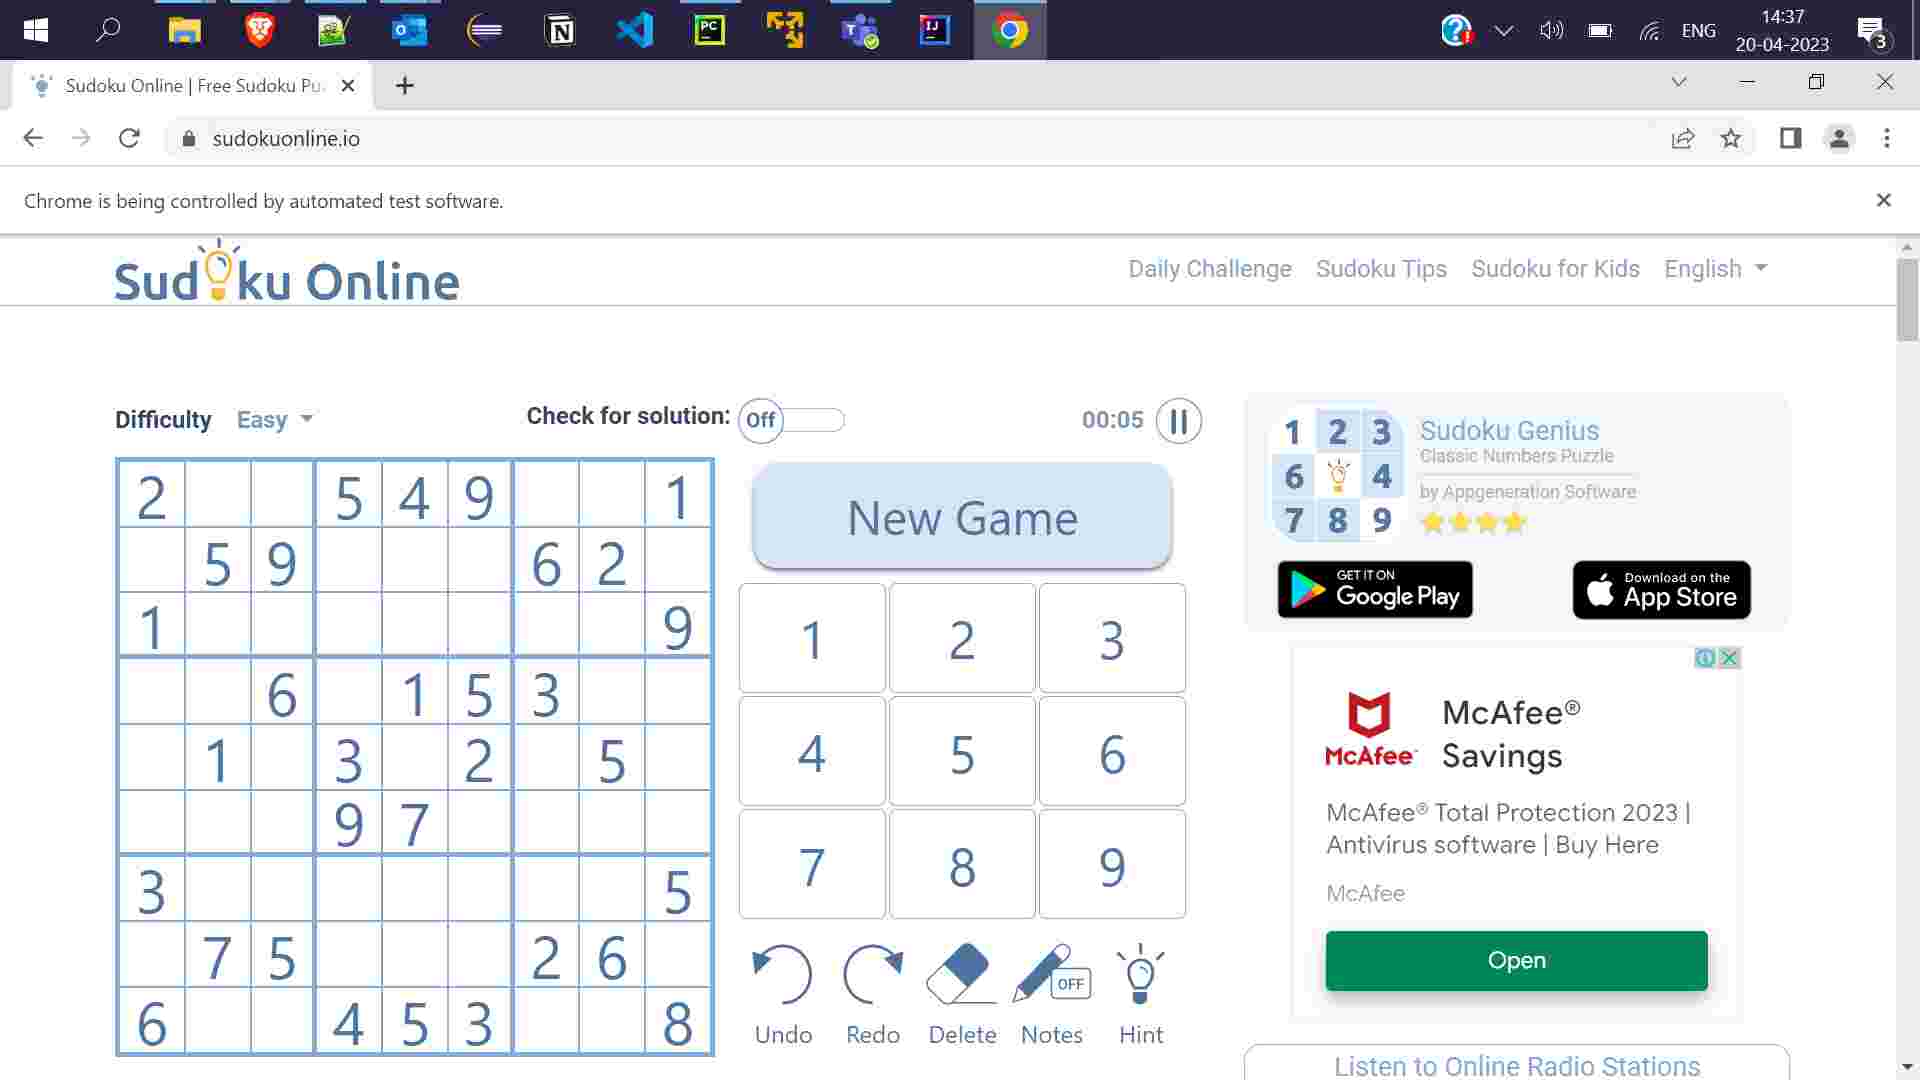 ENG
14:37
20-04-2023
3
Sudoku Online | Free Sudoku Pu
sudokuonline.io
Chrome is being controlled by automated test software.
Sudoku Online
Daily Challenge Sudoku Tips Sudoku for Kids English
Difficulty Easy
Check for solution: Off
00:05
2 5 4 9 1
5 9 6 2
1 9
6 1 5 3
1 3 2 5
9 7
3 5
7 5 2 6
6 4 5 3 8
New Game
1 2 3
4 5 6
7 8 9
OFF
Undo Redo Delete Notes Hint
1 2 3
6 4
7 8 9
Sudoku Genius
Classic Numbers Puzzle
by Appgeneration Software
GET IT ON
Google Play
Download on the
App Store
McAfee
McAfee®
Savings
McAfee® Total Protection 2023 |
Antivirus software | Buy Here
McAfee
Open
Listen to Online Radio Stations